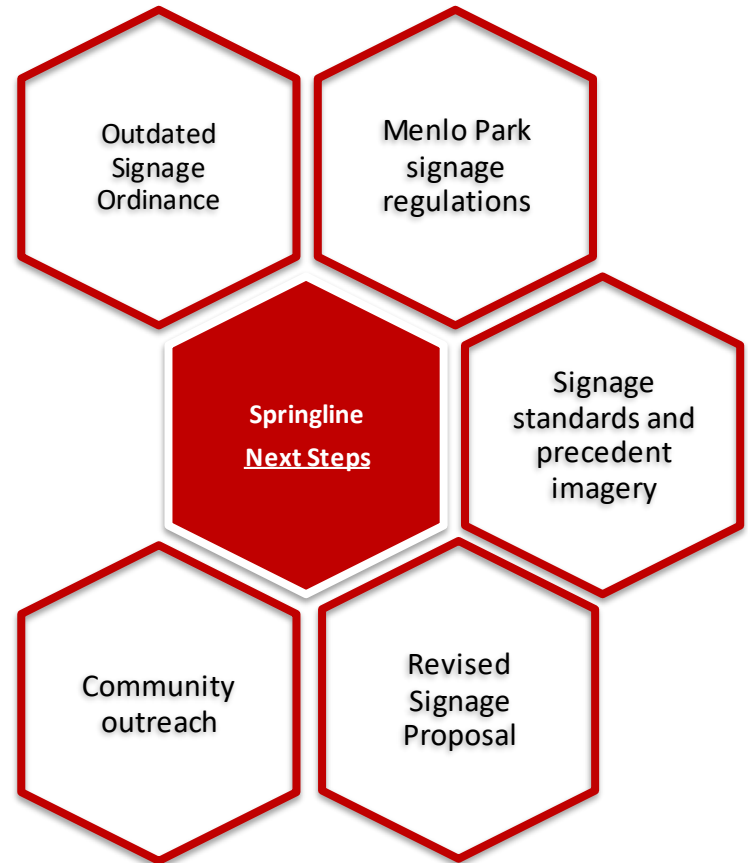 Outdated
Signage
Ordinance
Menlo Park
signage
regulations
Springline
Next Steps
Signage
standards and
precedent
imagery
Community
outreach
Revised
Signage
Proposal